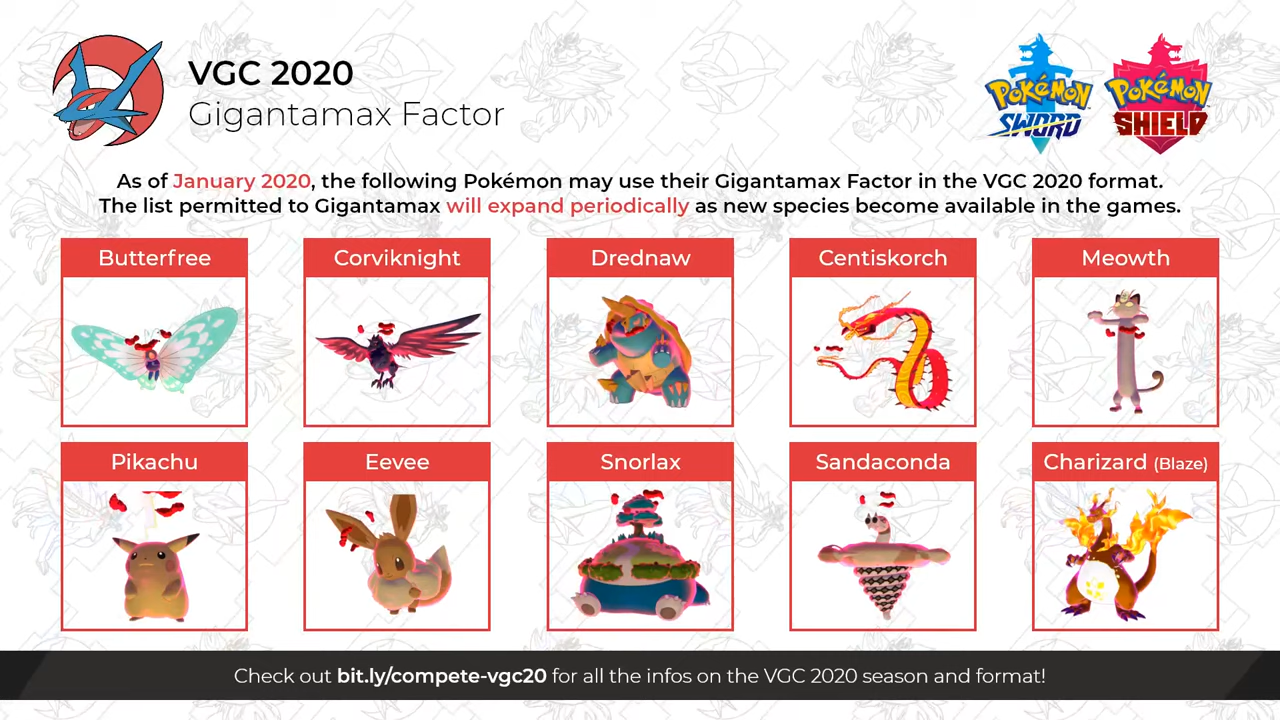 VGC 2020
Gigantamax Factor
POKéMON
SWORD
POKéMON
SHIELD
As of January 2020, the following Pokémon may use their Gigantamax Factor in the VGC 2020 format.
The list permitted to Gigantamax will expand periodically as new species become available in the games.
Butterfree
Corviknight
Drednaw
Centiskorch
Meowth
Pikachu
Eevee
Snorlax
Sandaconda
Charizard (Blaze)
Check out bit.ly/compete-vgc20 for all the infos on the VGC 2020 season and format!